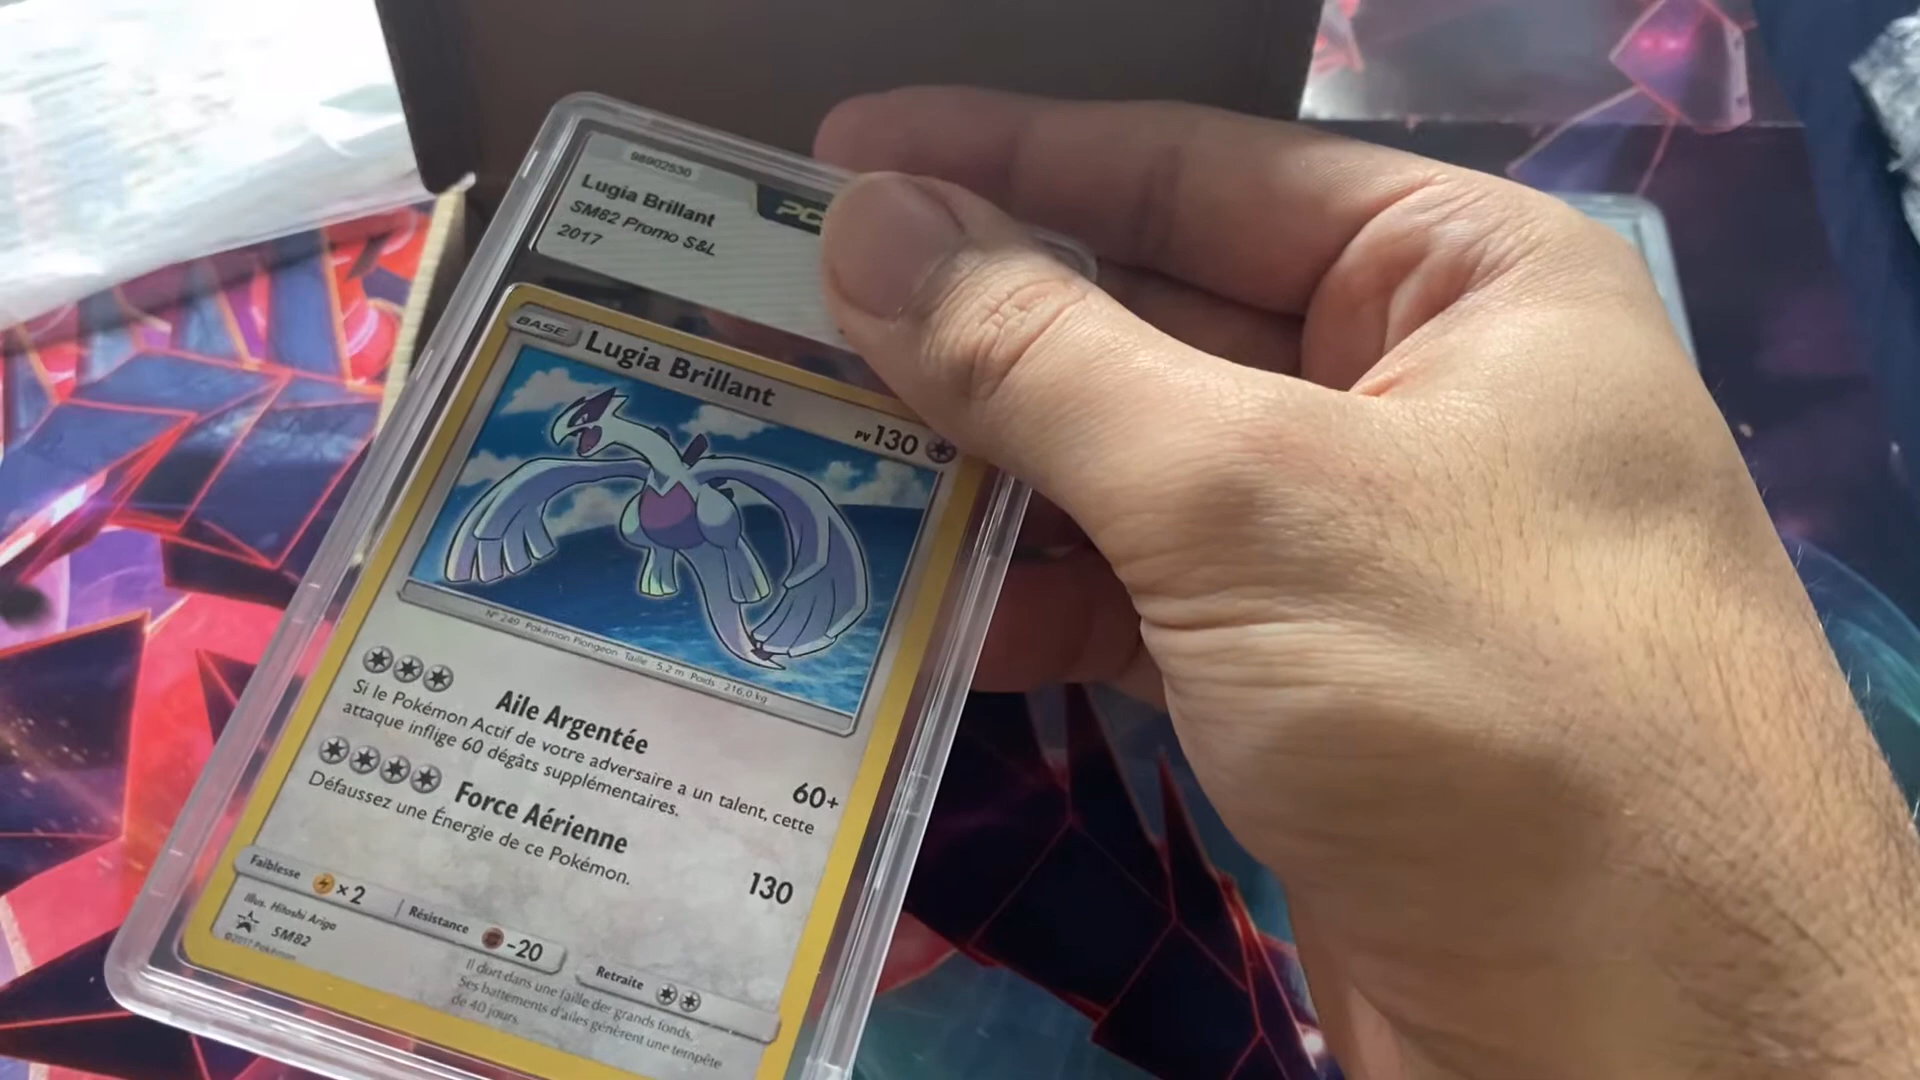 98902530
Lugia Brillant
SM82 Promo S&L
2017
BASE
Lugia Brillant
PV 130
N° 249 Pokémon Plongeon Taille : 5,2 m Poids : 216,0 kg
Aile Argentée
60+
Si le Pokémon Actif de votre adversaire a un talent, cette
attaque inflige 60 dégâts supplémentaires.
Force Aérienne
130
Défaussez une Énergie de ce Pokémon.
Faiblesse
×2
Résistance
-20
Retraite
Illus. Hitoshi Ariga
SM82
©2017 Pokémon
Il dort dans une faille des grands fonds.
Ses battements d'ailes génèrent une tempête
de 40 jours.